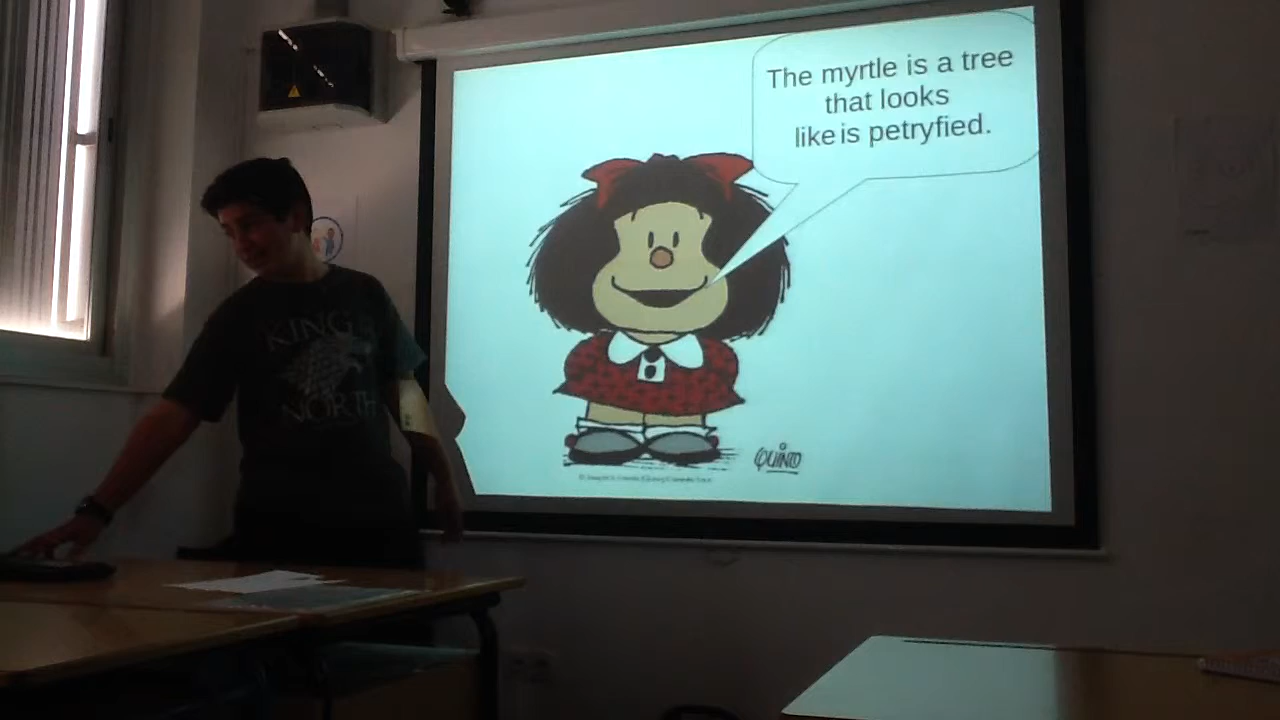 The myrtle is a tree
that looks
like is petryfied.
QUINO
KING
NORTH